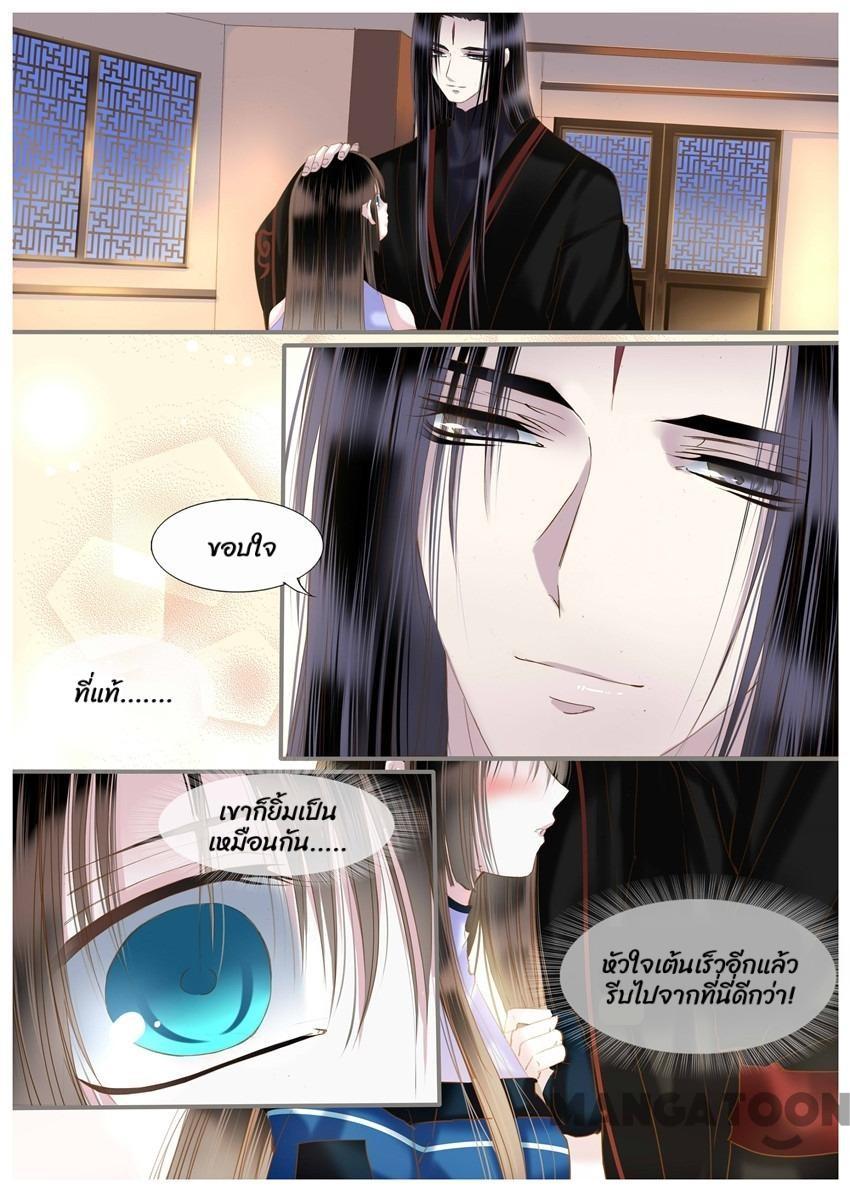 ขอบใจ
ที่แท้.......
เขาก็ยิ้มเป็น
เหมือนกัน.....
หัวใจเต้นเร็วอีกแล้ว
รีบไปจากที่นี่ดีกว่า!
MANGATOON